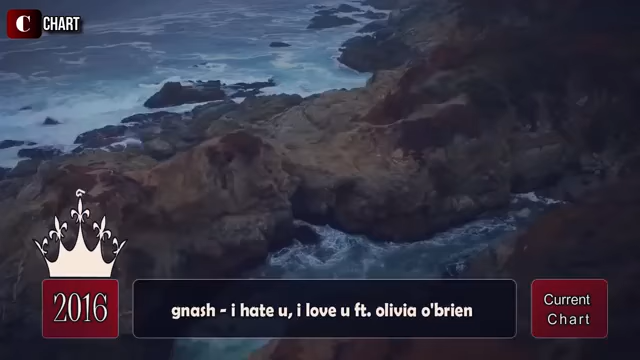 C CHART
2016
gnash - i hate u, i love u ft. olivia o'brien
Current
Chart